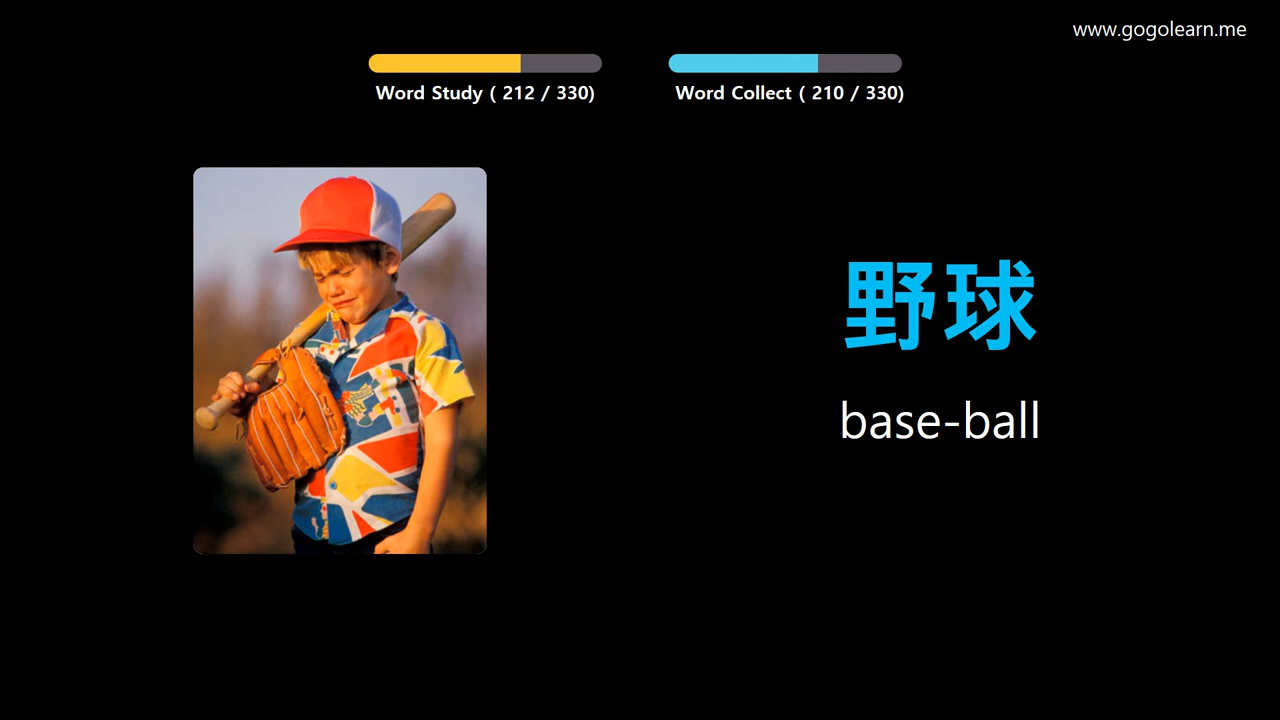 www.gogolearn.me
Word Study ( 212 / 330)
Word Collect ( 210 / 330)
野球
base-ball